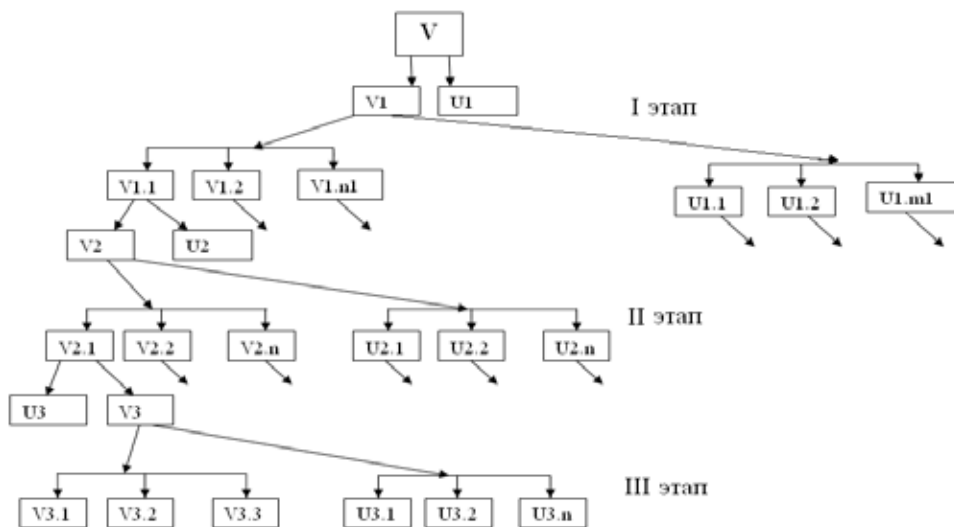 V
V1 U1
I этап
V1.1 V1.2 V1.n1
U1.1 U1.2 U1.m1
V2 U2
II этап
V2.1 V2.2 V2.n U2.1 U2.2 U2.n
U3 V3
III этап
V3.1 V3.2 V3.3 U3.1 U3.2 U3.n